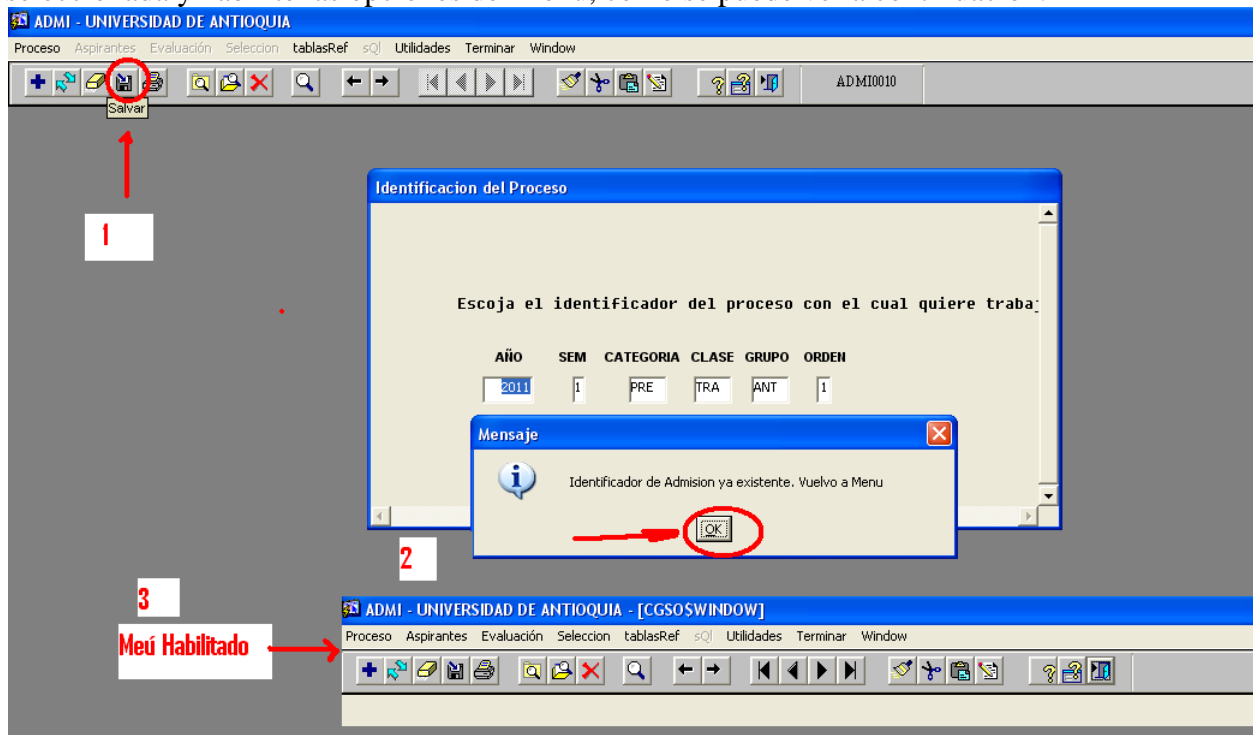 ADMI - UNIVERSIDAD DE ANTIOQUIA
Proceso Aspirantes Evaluación Seleccion tablasRef sQl Utilidades Terminar Window
ADMI0010
Salvar
1
Identificacion del Proceso
Escoja el identificador del proceso con el cual quiere traba
AÑO SEM CATEGORIA CLASE GRUPO ORDEN
2011 1 PRE TRA ANT 1
Mensaje
Identificador de Admision ya existente. Vuelvo a Menu
OK
2
3
Meú Habilitado
ADMI - UNIVERSIDAD DE ANTIOQUIA - [CGSO$WINDOW]
Proceso Aspirantes Evaluación Seleccion tablasRef sQl Utilidades Terminar Window